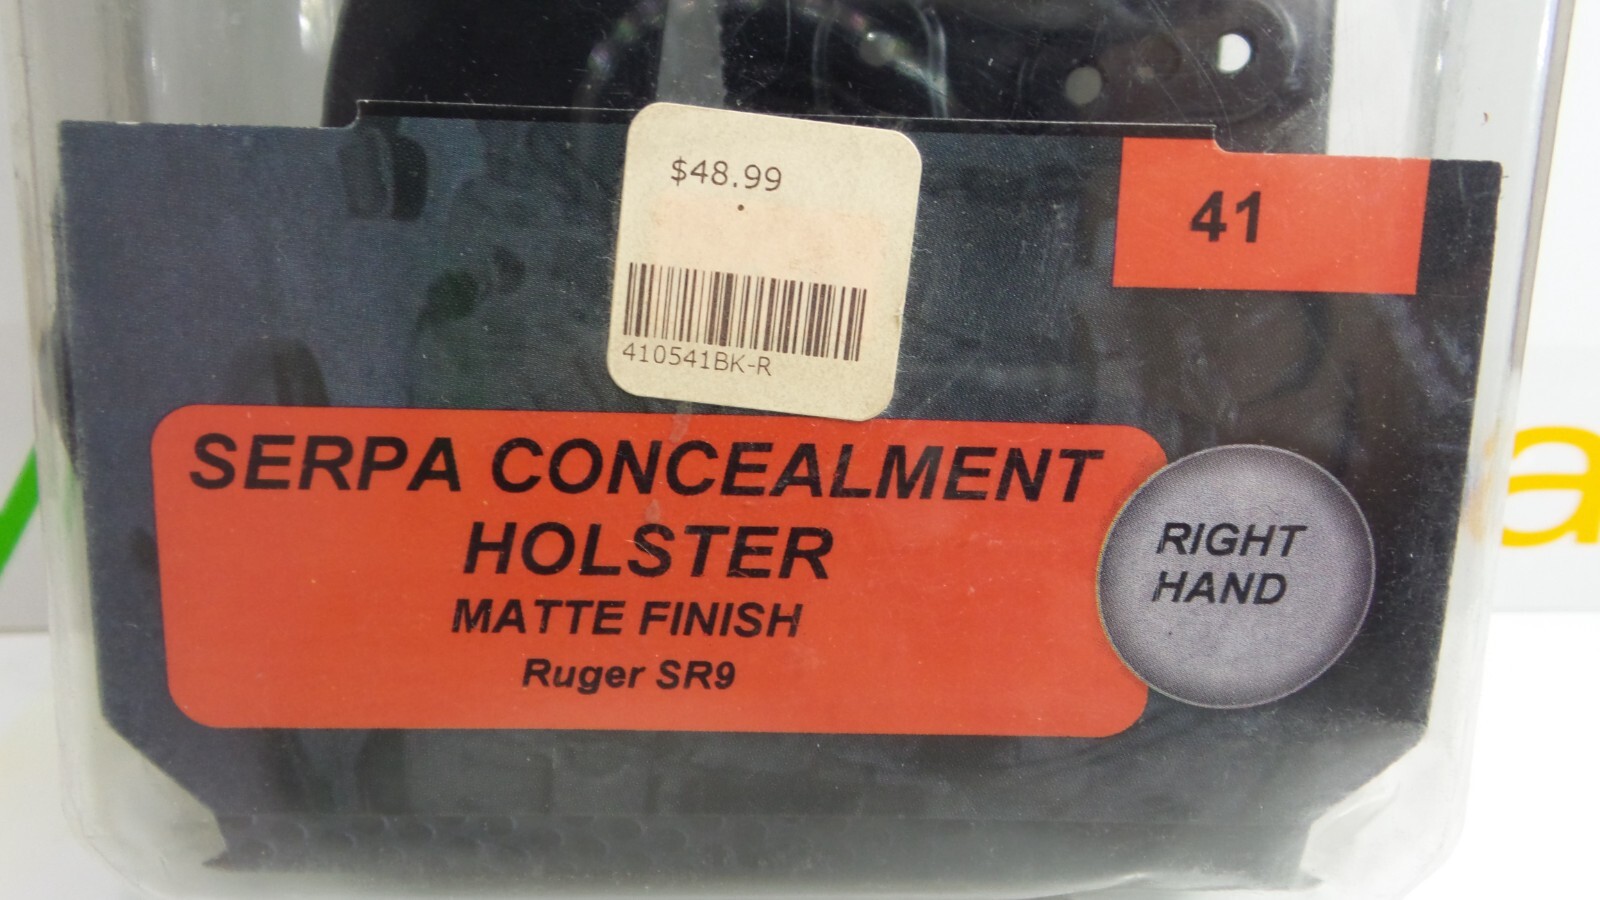 $48.99
41
410541BK-R
SERPA CONCEALMENT
HOLSTER
MATTE FINISH
Ruger SR9
RIGHT
HAND
a